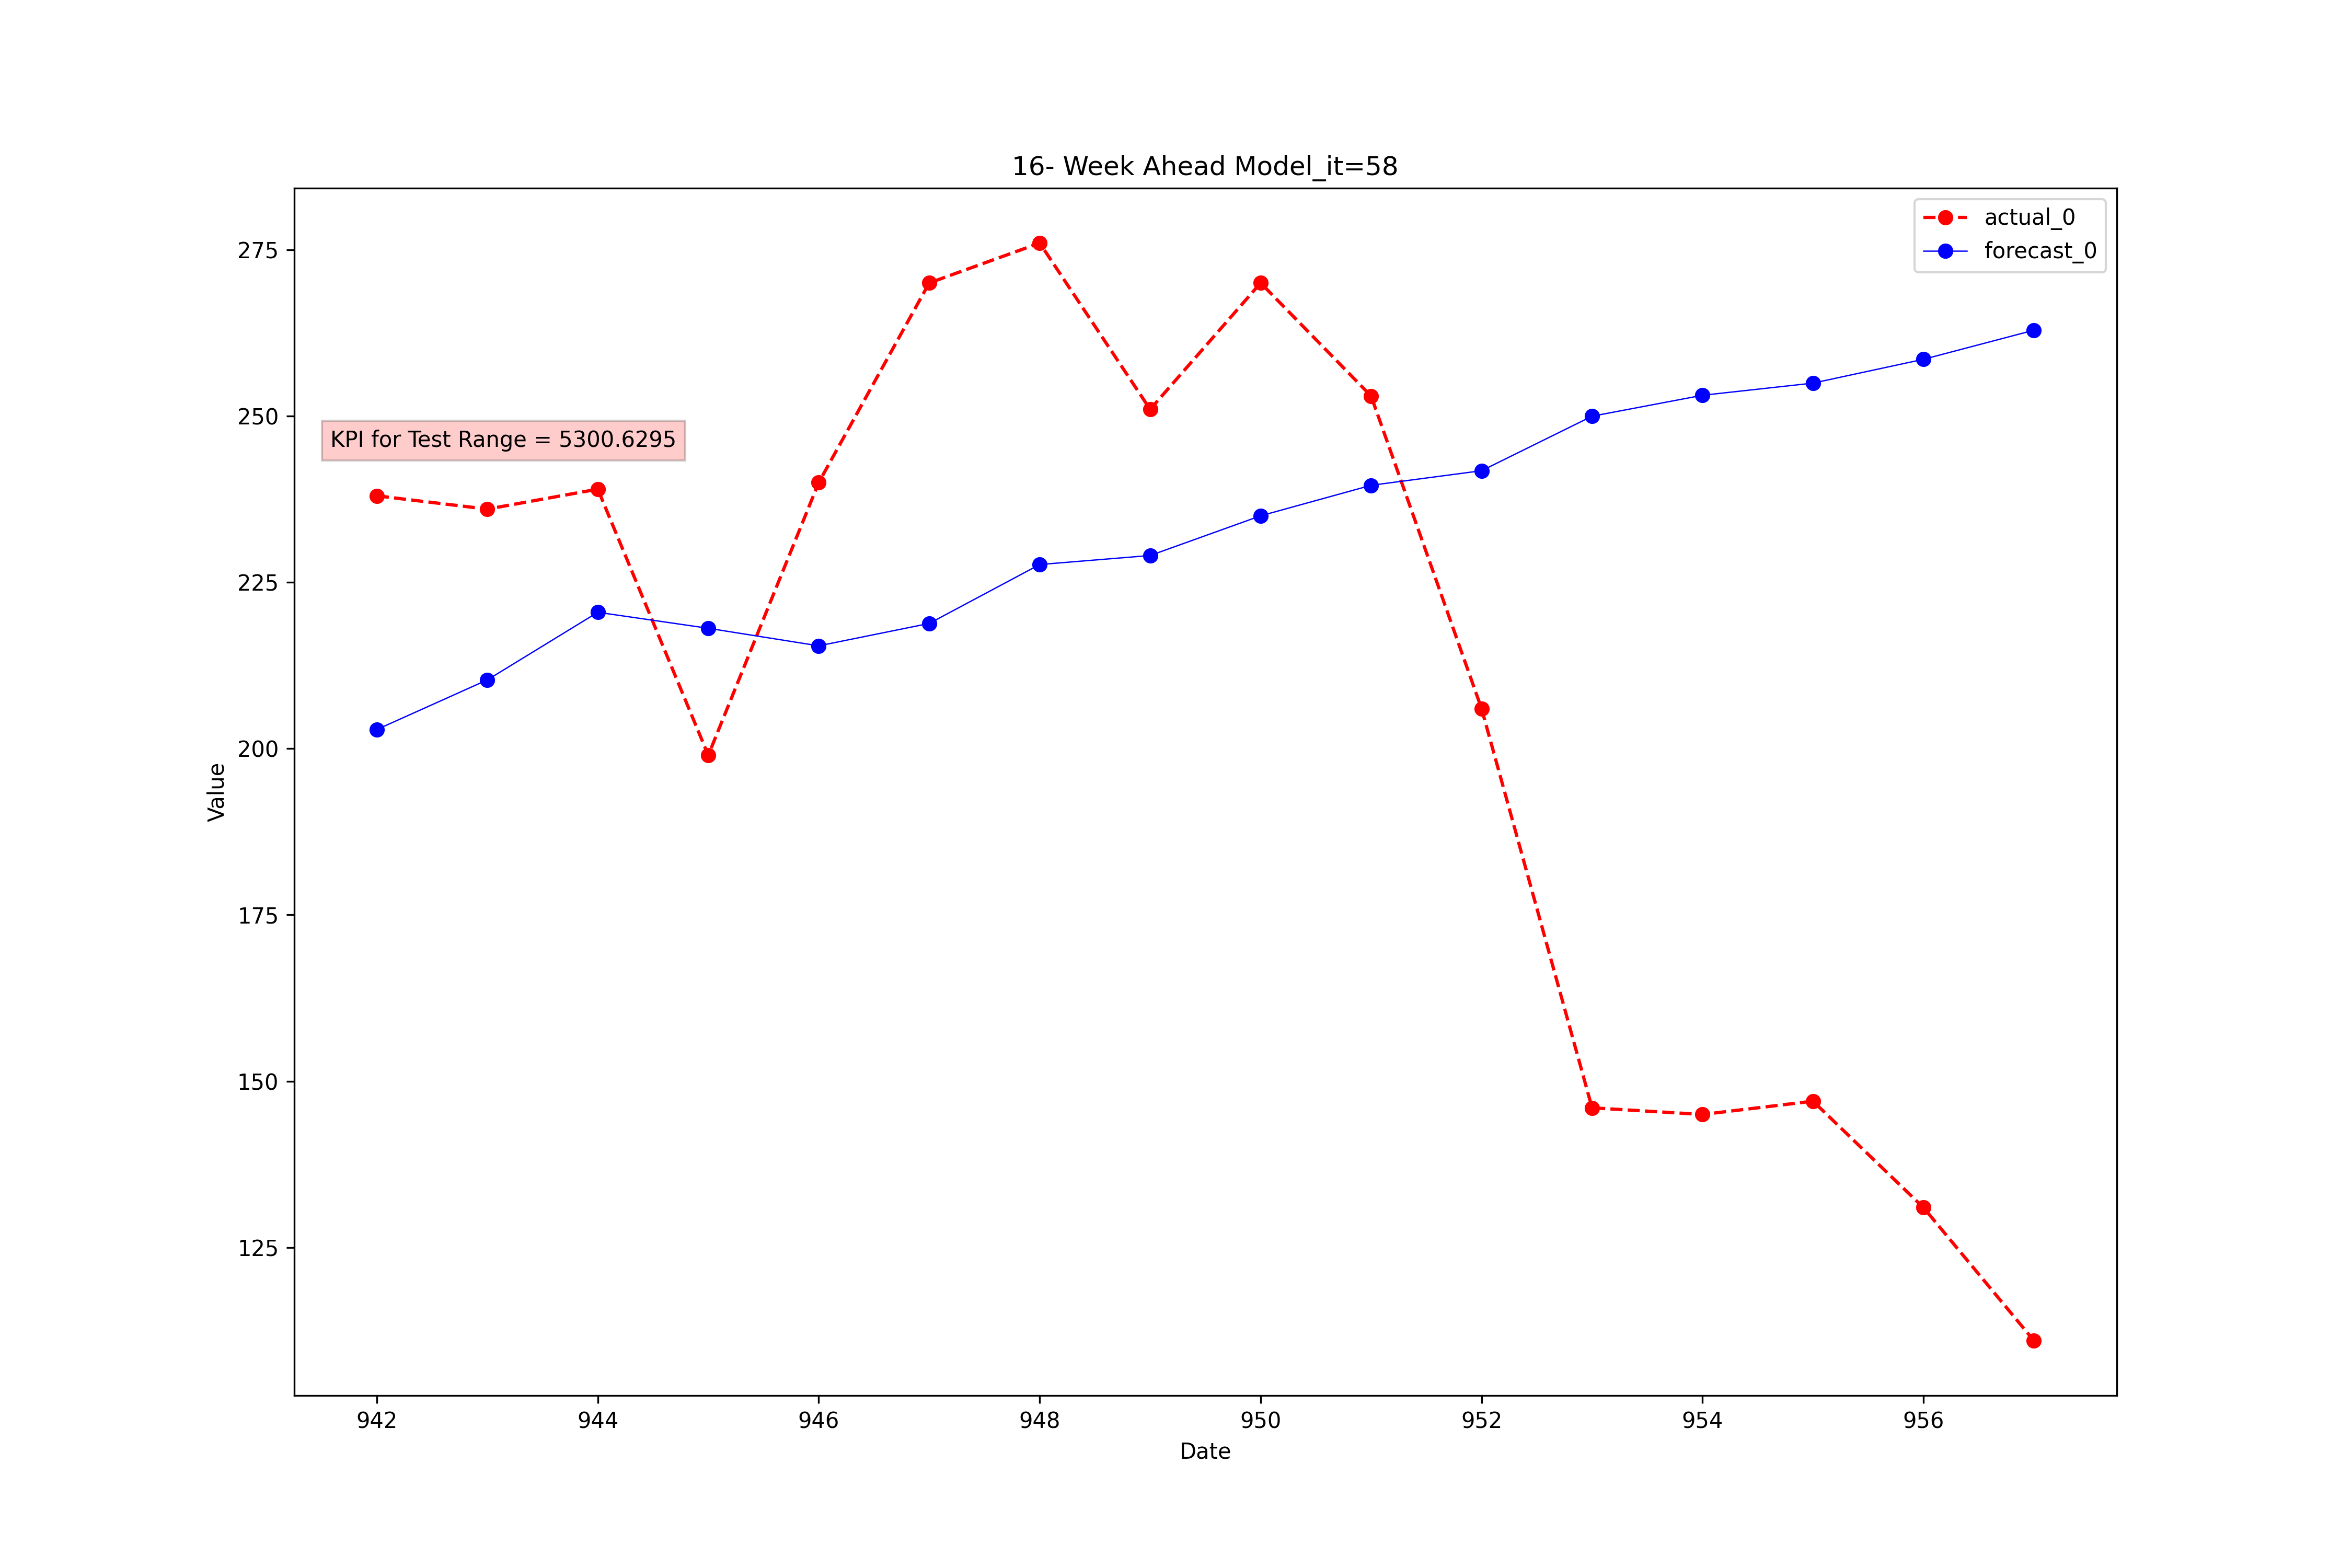 16- Week Ahead Model_it=58
actual_0
forecast_0
KPI for Test Range = 5300.6295
275
250
225
200
175
150
125
Value
942 944 946 948 950 952 954 956
Date